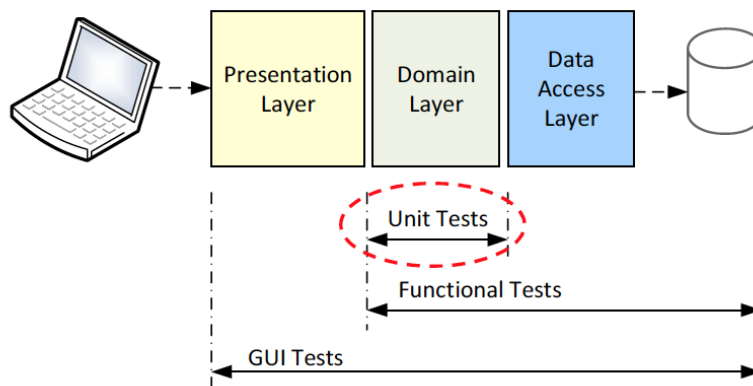 Presentation
Layer
Domain
Layer
Data
Access
Layer
Unit Tests
Functional Tests
GUI Tests